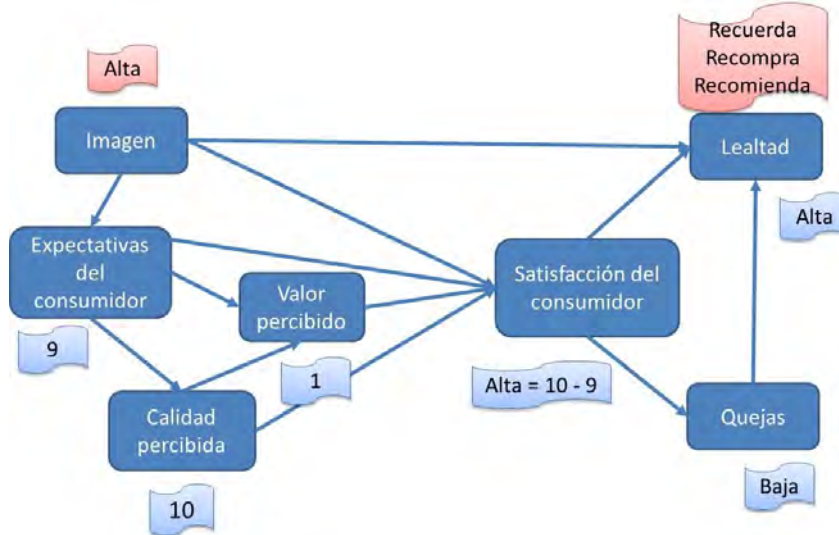 Recuerda
Recompra
Recomienda
Alta
Imagen
Lealtad
Alta
Expectativas
del
consumidor
Valor
percibido
Satisfacción del
consumidor
9
1
Alta = 10 - 9
Calidad
percibida
Quejas
10
Baja